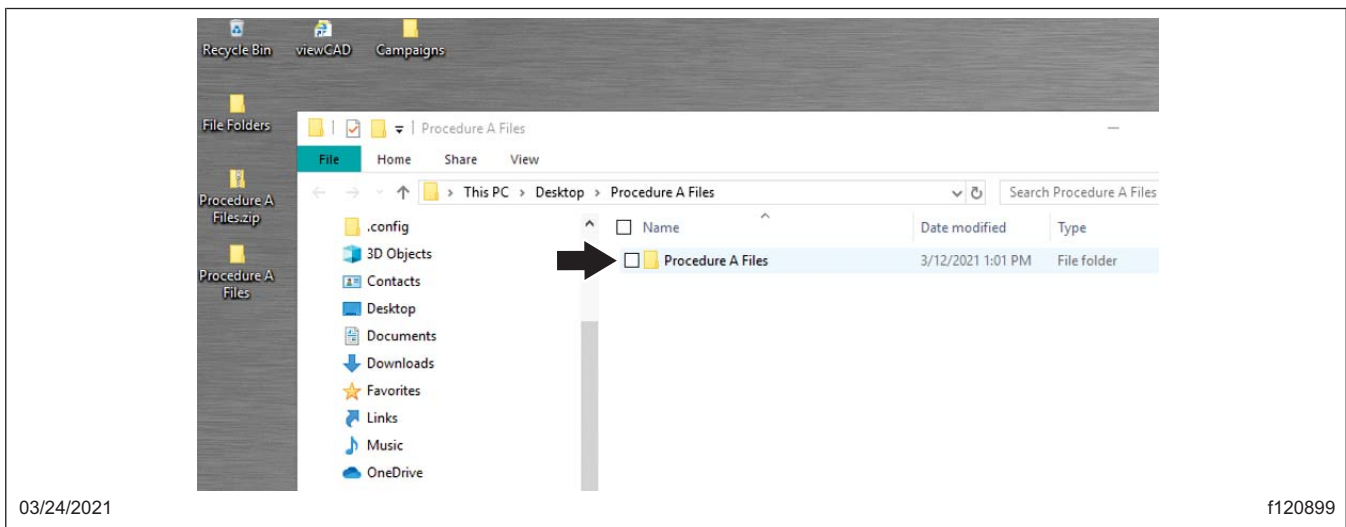 Recycle Bin viewCAD Campaigns
File Folders
Procedure A
Files.zip
Procedure A
Files
Procedure A Files
File Home Share View
> This PC > Desktop > Procedure A Files
Search Procedure A Files
Name Date modified Type
Procedure A Files 3/12/2021 1:01 PM File folder
.config
3D Objects
Contacts
Desktop
Documents
Downloads
Favorites
Links
Music
OneDrive
03/24/2021 f120899